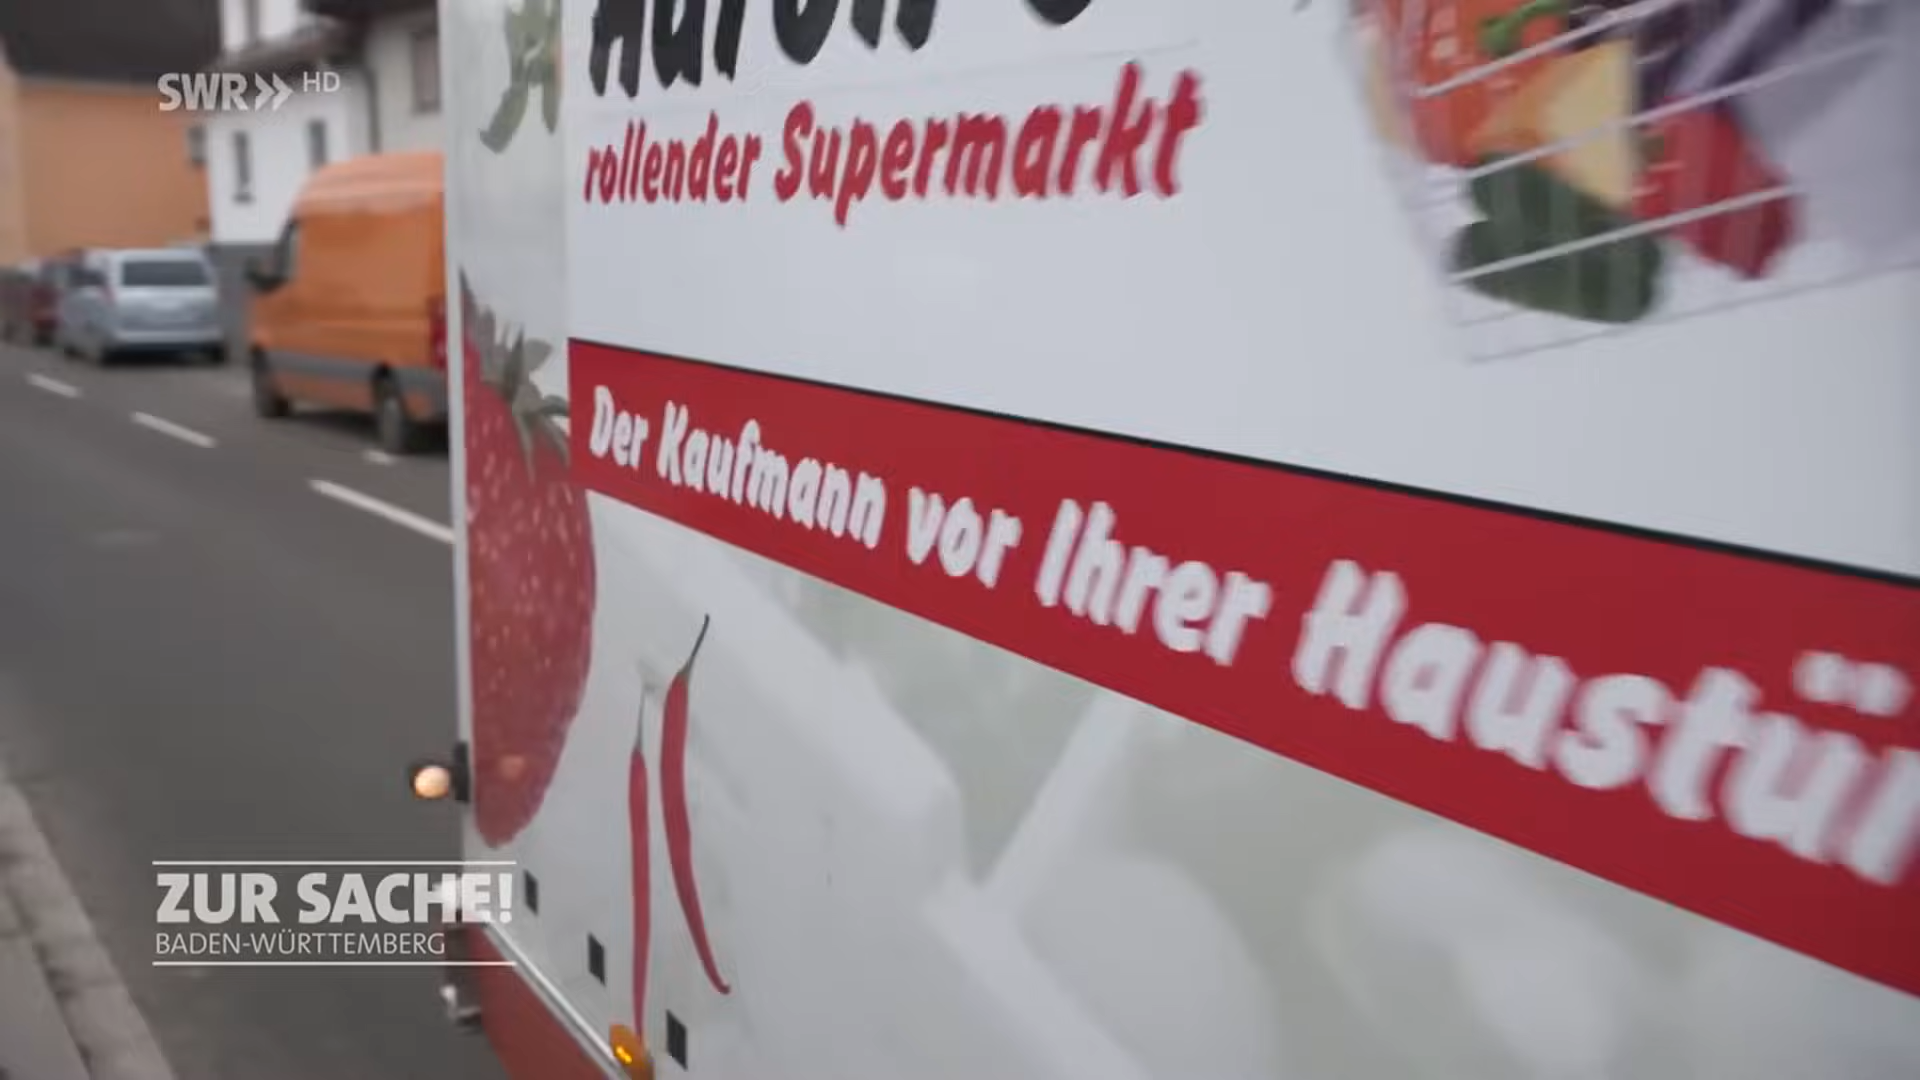 SWR HD
rollender Supermarkt
Der Kaufmann vor Ihrer Haustür
ZUR SACHE!
BADEN-WÜRTTEMBERG